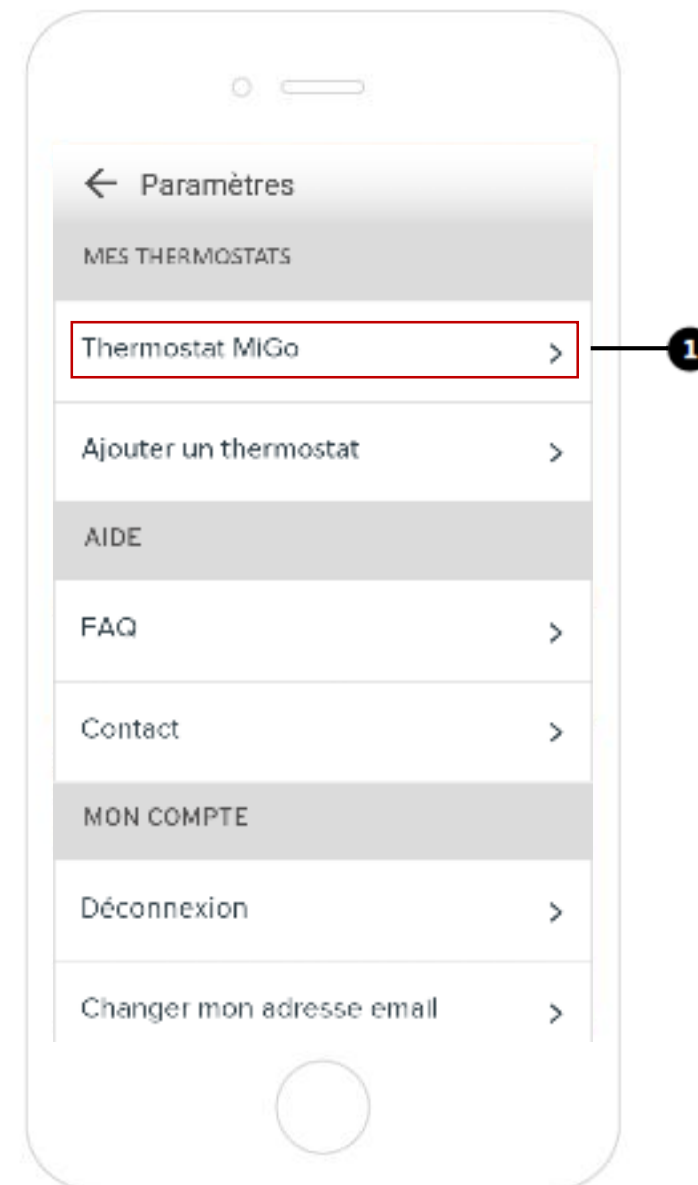 ← Paramètres
MES THERMOSTATS
Thermostat MiGo >
1
Ajouter un thermostat >
AIDE
FAQ >
Contact >
MON COMPTE
Déconnexion >
Changer mon adresse email >